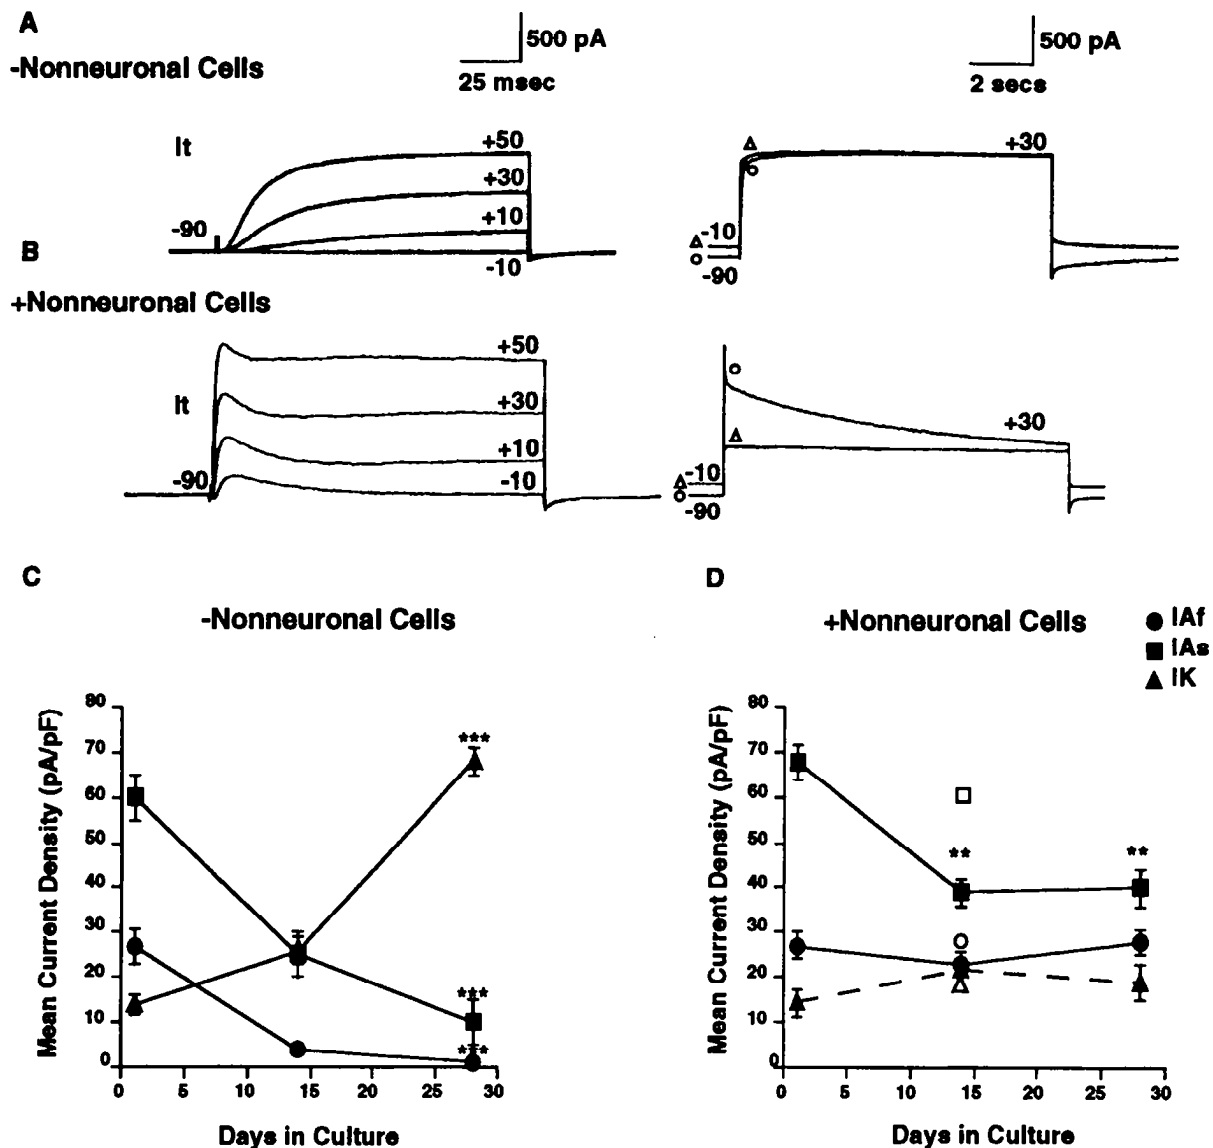 A
500 pA
500 pA
-Nonneuronal Cells
25 msec
2 secs
It
+50
+30
+10
-10
-90
Δ
+30
o
Δ -10
o -90
B
+Nonneuronal Cells
It
+50
+30
+10
-10
-90
o
+30
Δ
Δ -10
o -90
C
-Nonneuronal Cells
Mean Current Density (pA/pF)
80
70
60
50
40
30
20
10
0
***
***
***
0 5 10 15 20 25 30
Days in Culture
D
+Nonneuronal Cells
IAf
IAs
IK
Mean Current Density (pA/pF)
80
70
60
50
40
30
20
10
0
**
**
0 5 10 15 20 25 30
Days in Culture